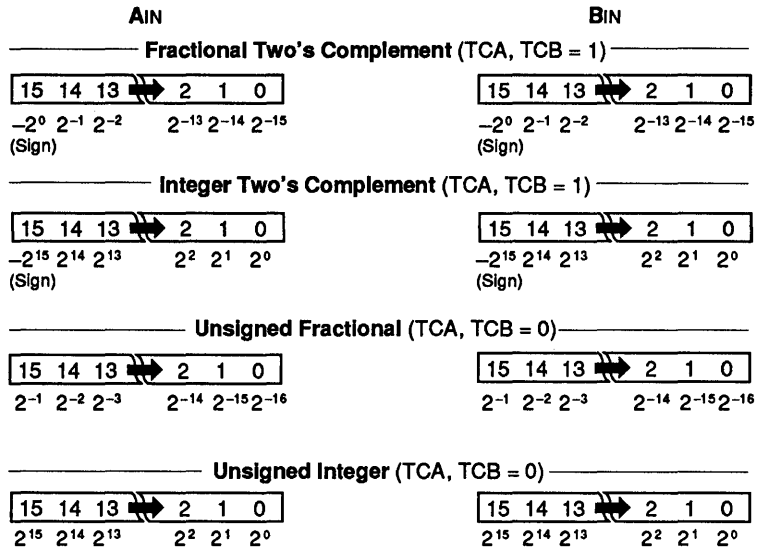 AIN BIN
Fractional Two's Complement (TCA, TCB = 1)
15 14 13 2 1 0 15 14 13 2 1 0
−2⁰ 2⁻¹ 2⁻² 2⁻¹³ 2⁻¹⁴ 2⁻¹⁵ −2⁰ 2⁻¹ 2⁻² 2⁻¹³ 2⁻¹⁴ 2⁻¹⁵
(Sign) (Sign)
Integer Two's Complement (TCA, TCB = 1)
15 14 13 2 1 0 15 14 13 2 1 0
−2¹⁵ 2¹⁴ 2¹³ 2² 2¹ 2⁰ −2¹⁵ 2¹⁴ 2¹³ 2² 2¹ 2⁰
(Sign) (Sign)
Unsigned Fractional (TCA, TCB = 0)
15 14 13 2 1 0 15 14 13 2 1 0
2⁻¹ 2⁻² 2⁻³ 2⁻¹⁴ 2⁻¹⁵ 2⁻¹⁶ 2⁻¹ 2⁻² 2⁻³ 2⁻¹⁴ 2⁻¹⁵ 2⁻¹⁶
Unsigned Integer (TCA, TCB = 0)
15 14 13 2 1 0 15 14 13 2 1 0
2¹⁵ 2¹⁴ 2¹³ 2² 2¹ 2⁰ 2¹⁵ 2¹⁴ 2¹³ 2² 2¹ 2⁰